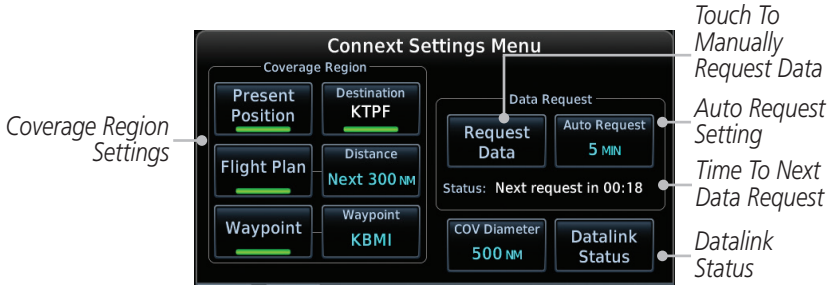 Connext Settings Menu
Coverage Region
Present
Position
Destination
KTPF
Flight Plan
Distance
Next 300 NM
Waypoint
Waypoint
KBMI
Data Request
Request
Data
Auto Request
5 MIN
Status: Next request in 00:18
COV Diameter
500 NM
Datalink
Status
Coverage Region
Settings
Touch To
Manually
Request Data
Auto Request
Setting
Time To Next
Data Request
Datalink
Status